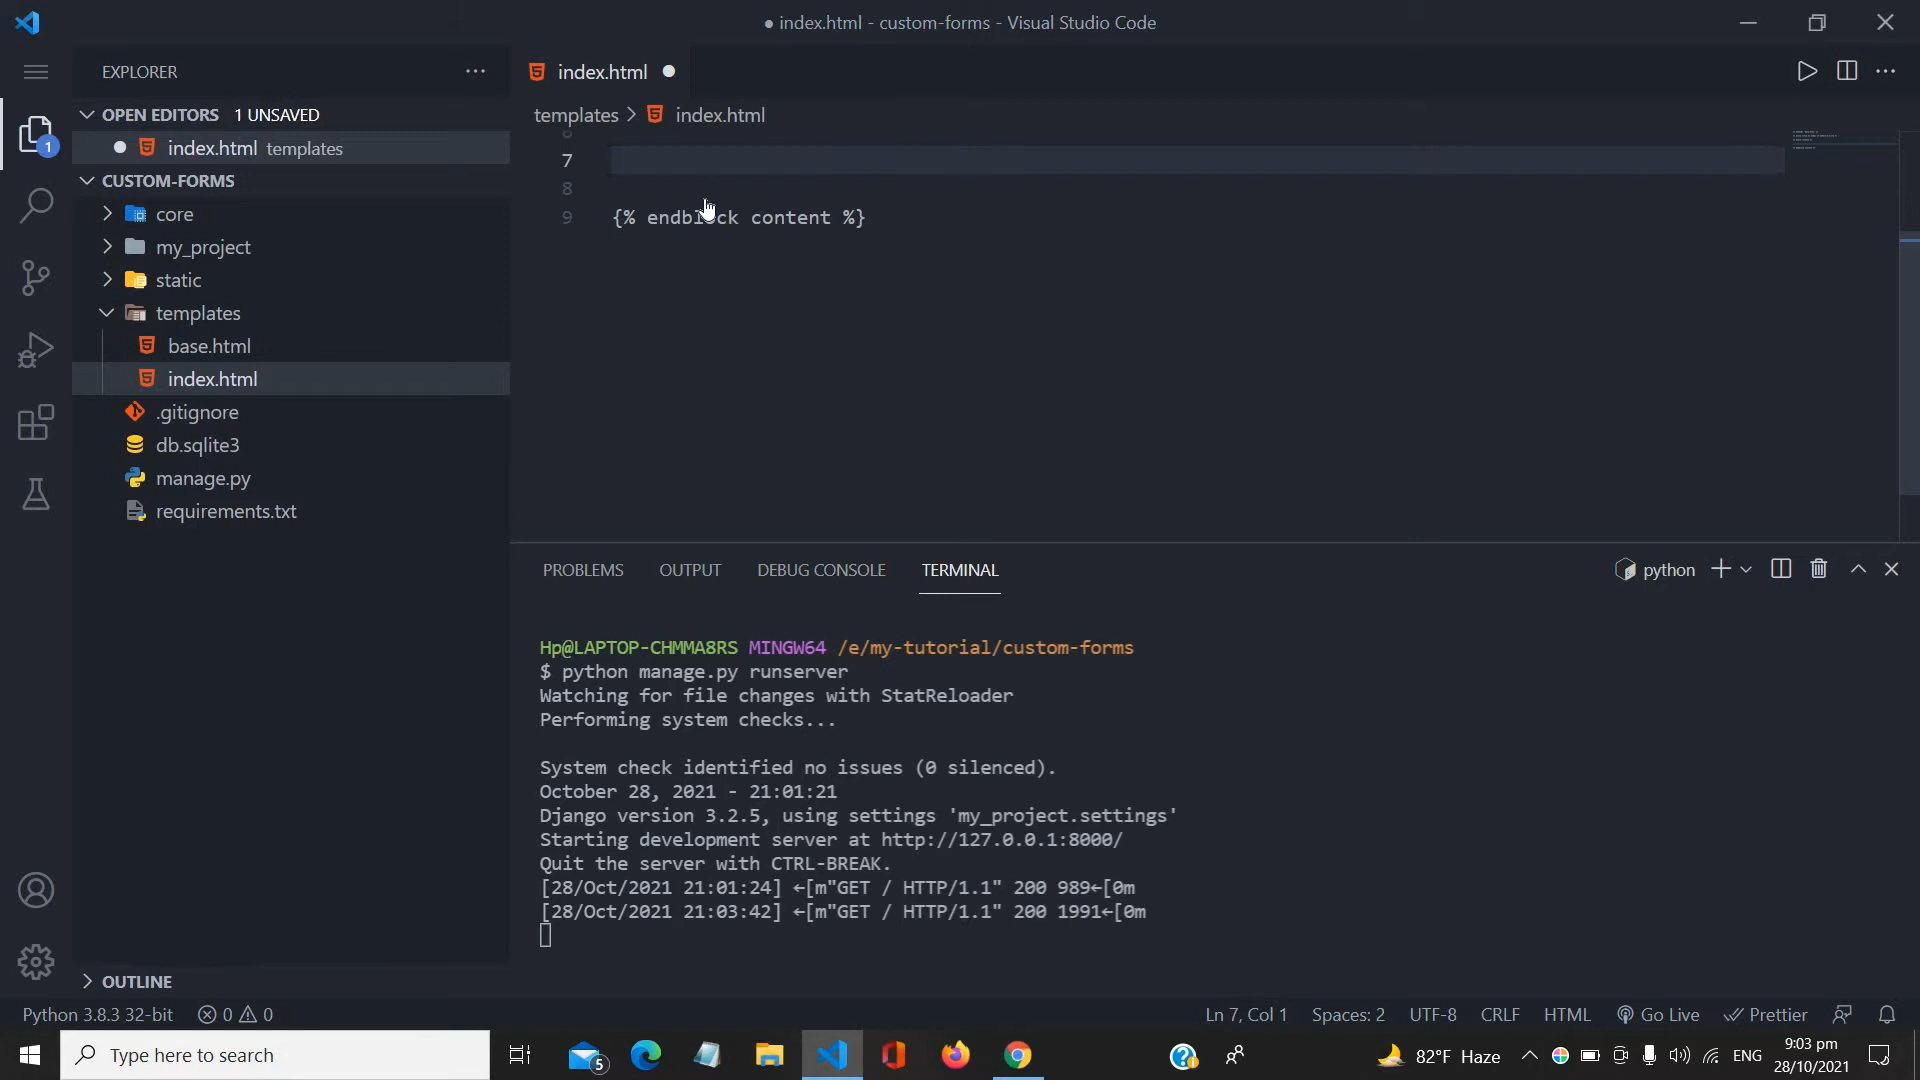 ● index.html - custom-forms - Visual Studio Code
EXPLORER
OPEN EDITORS 1 UNSAVED
index.html templates
1
CUSTOM-FORMS
core
my_project
static
templates
base.html
index.html
.gitignore
db.sqlite3
manage.py
requirements.txt
OUTLINE
index.html
templates > index.html
6
7
8
9 {% endblock content %}
PROBLEMS OUTPUT DEBUG CONSOLE TERMINAL
python
Hp@LAPTOP-CHMMA8RS MINGW64 /e/my-tutorial/custom-forms
$ python manage.py runserver
Watching for file changes with StatReloader
Performing system checks...
System check identified no issues (0 silenced).
October 28, 2021 - 21:01:21
Django version 3.2.5, using settings 'my_project.settings'
Starting development server at http://127.0.0.1:8000/
Quit the server with CTRL-BREAK.
[28/Oct/2021 21:01:24] ←[m"GET / HTTP/1.1" 200 989←[0m
[28/Oct/2021 21:03:42] ←[m"GET / HTTP/1.1" 200 1991←[0m
Python 3.8.3 32-bit 0 0 Ln 7, Col 1 Spaces: 2 UTF-8 CRLF HTML Go Live Prettier
Type here to search 5 82°F Haze ENG 9:03 pm
28/10/2021